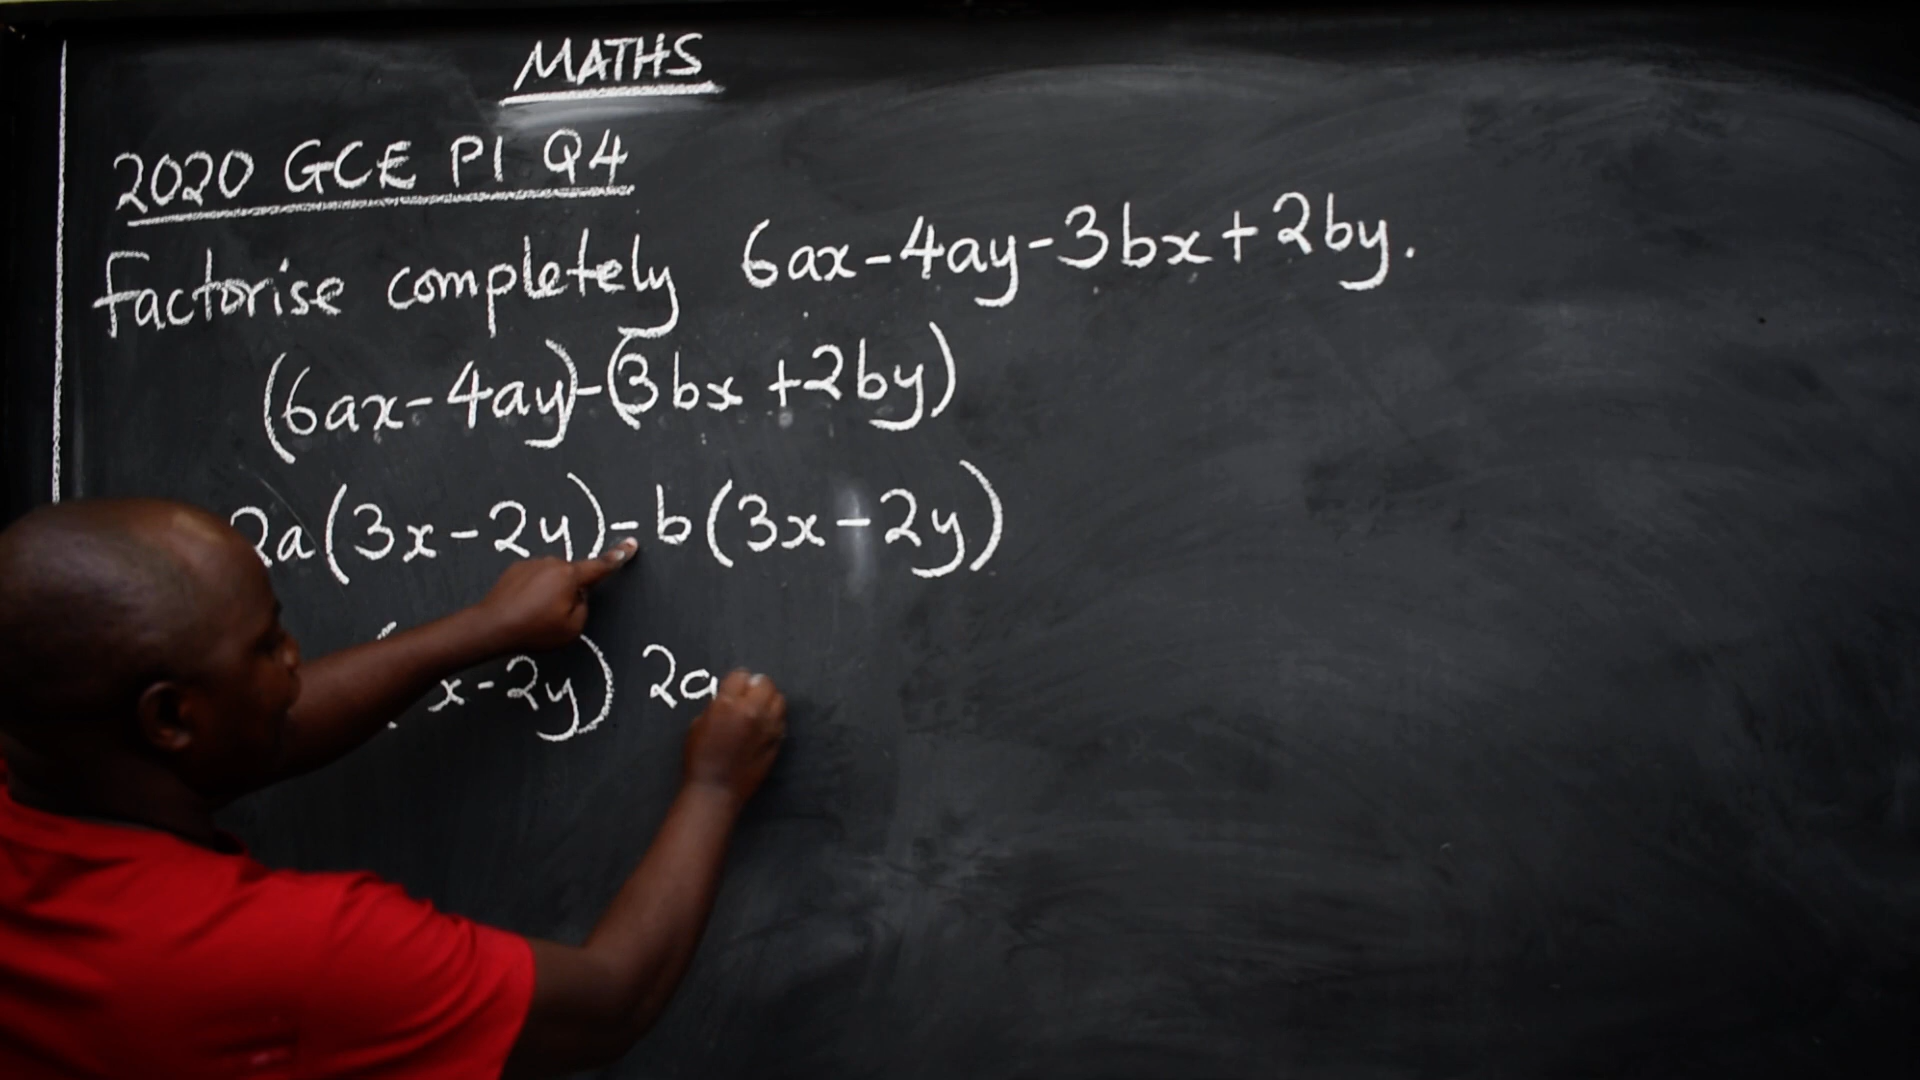 MATHS
2020 GCE P1 Q4
Factorise completely 6ax-4ay-3bx+2by.
(6ax-4ay)-(3bx+2by)
2a(3x-2y)-b(3x-2y)
x-2y) 2a